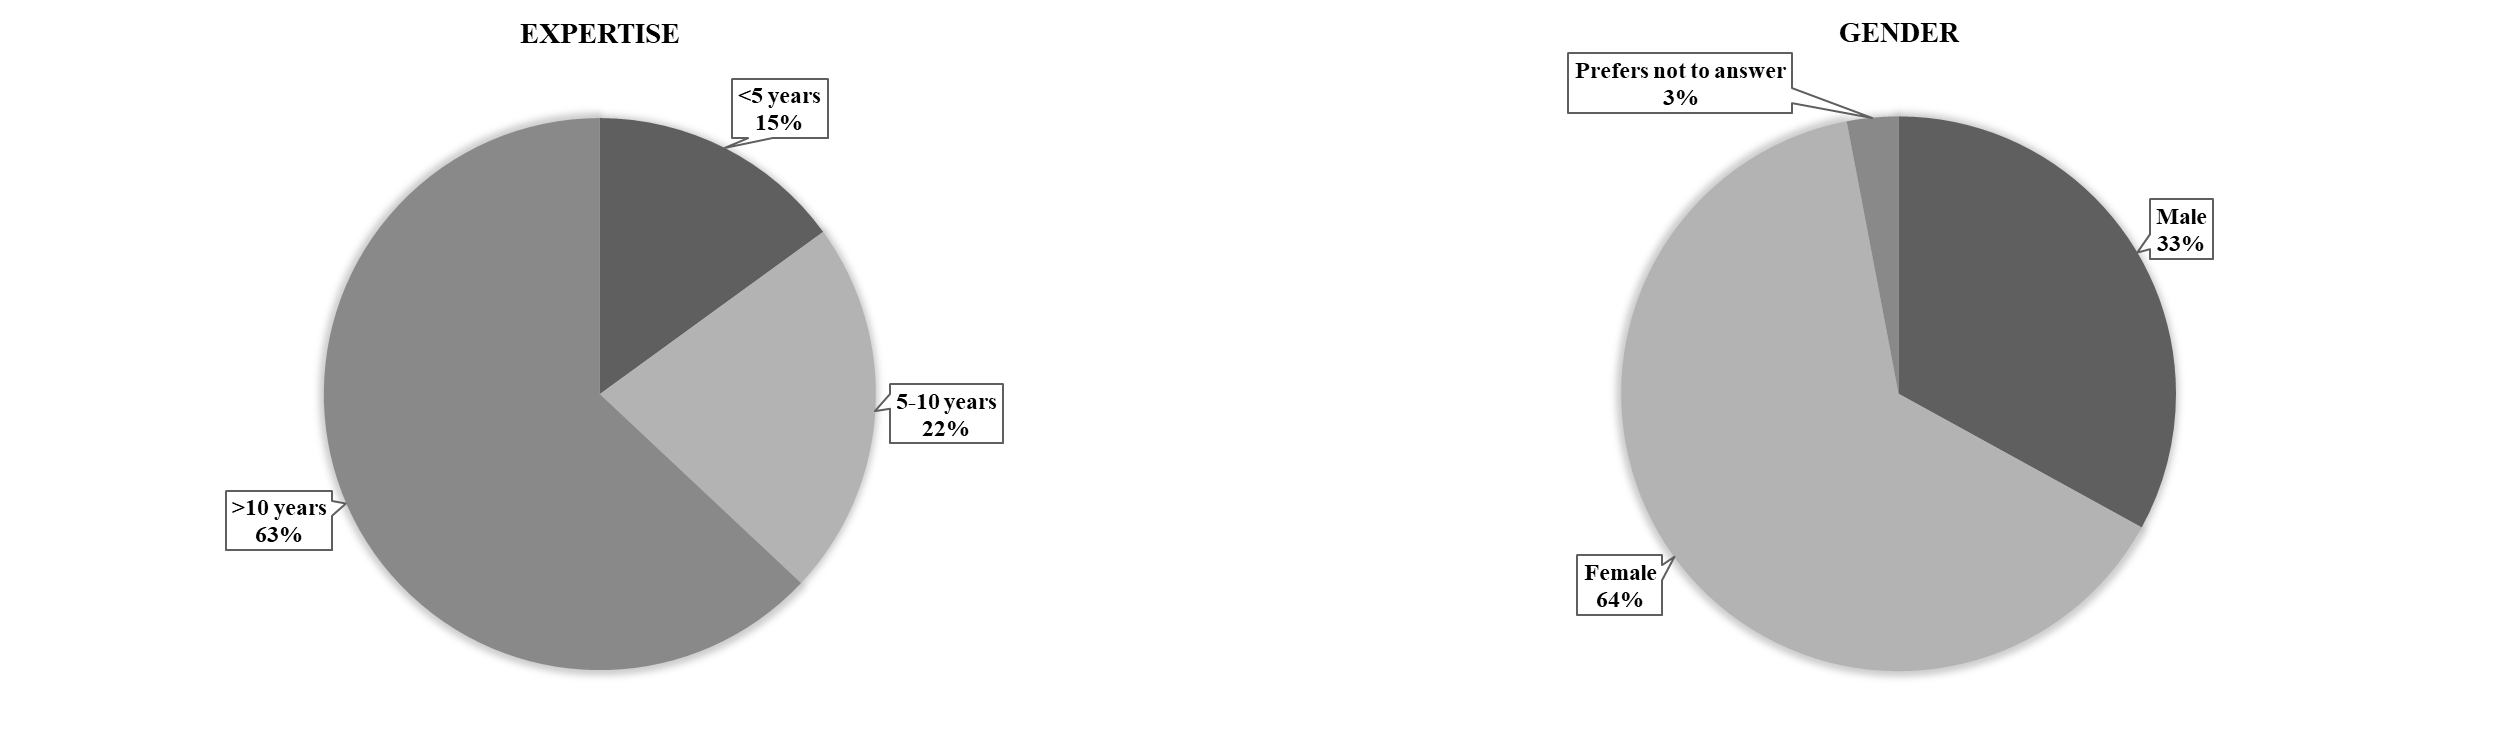 EXPERTISE
<5 years
15%
5-10 years
22%
>10 years
63%
GENDER
Prefers not to answer
3%
Male
33%
Female
64%